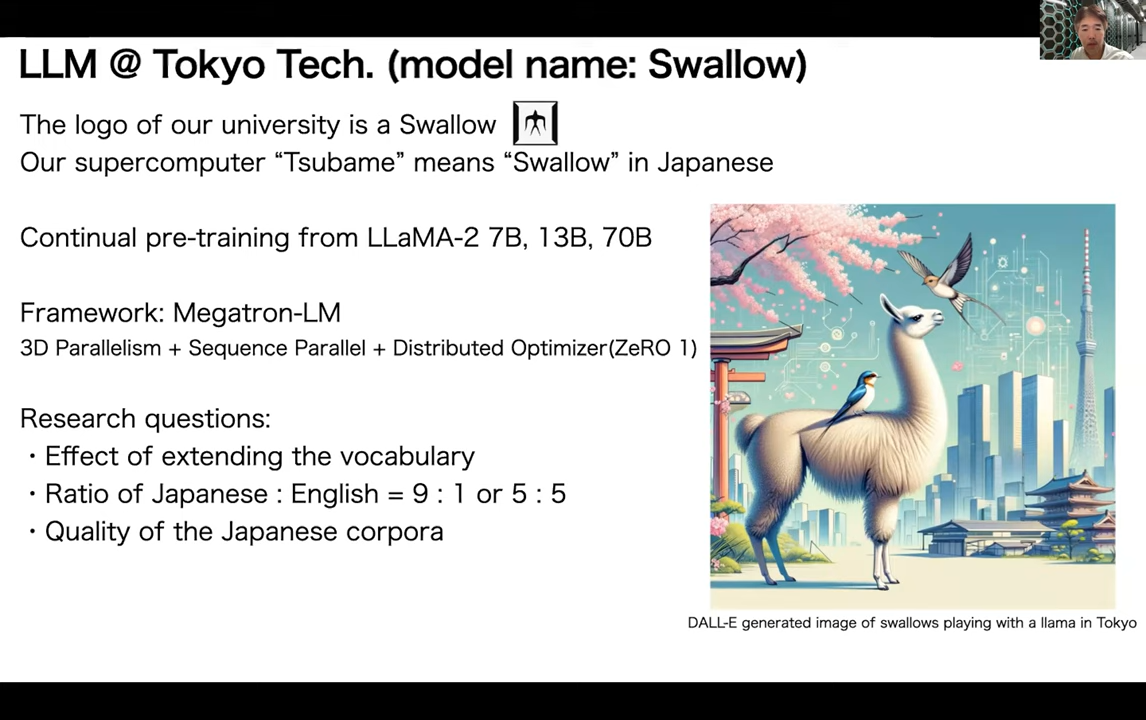 LLM @ Tokyo Tech. (model name: Swallow)
The logo of our university is a Swallow
Our supercomputer “Tsubame” means “Swallow” in Japanese
Continual pre-training from LLaMA-2 7B, 13B, 70B
Framework: Megatron-LM
3D Parallelism + Sequence Parallel + Distributed Optimizer(ZeRO 1)
Research questions:
・Effect of extending the vocabulary
・Ratio of Japanese : English = 9 : 1 or 5 : 5
・Quality of the Japanese corpora
DALL-E generated image of swallows playing with a llama in Tokyo